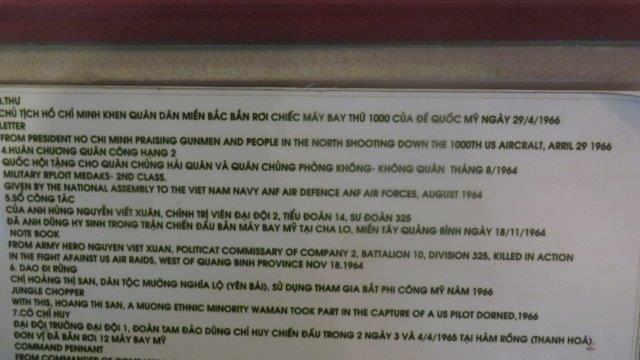 .THƯ
CHỦ TỊCH HỒ CHÍ MINH KHEN QUÂN DÂN MIỀN BẮC BẮN RƠI CHIẾC MÁY BAY THỨ 1000 CỦA ĐẾ QUỐC MỸ NGÀY 29/4/1966
LETTER
FROM PRESIDENT HO CHI MINH PRAISING GUNMEN AND PEOPLE IN THE NORTH SHOOTING DOWN THE 1000TH US AIRCRALT, ARRIL 29 1966
4.HUÂN CHƯƠNG QUÂN CÔNG HẠNG 2
QUỐC HỘI TẶNG CHO QUÂN CHỦNG HẢI QUÂN VÀ QUÂN CHỦNG PHÒNG KHÔNG- KHÔNG QUÂN THÁNG 8/1964
MILITARY RPLOIT MEDAKS- 2ND CLASS.
GIVEN BY THE NATIONAL ASSEMBLY TO THE VIET NAM NAVY ANF AIR DEFENCE ANF AIR FORCES, AUGUST 1964
5.SỔ CÔNG TÁC
CỦA ANH HÙNG NGUYỄN VIẾT XUÂN, CHÍNH TRỊ VIÊN ĐẠI ĐỘI 2, TIỂU ĐOÀN 14, SƯ ĐOÀN 325
ĐÃ ANH DŨNG HY SINH TRONG TRẬN CHIẾN ĐẤU BẮN MÁY BAY MỸ TẠI CHA LO, MIỀN TÂY QUẢNG BÌNH NGÀY 18/11/1964
NOTE BOOK
FROM ARMY HERO NGUYEN VIET XUAN, POLITICAT COMMISSARY OF COMPANY 2, BATTALION 10, DIVISION 325, KILLED IN ACTION
IN THE FIGHT AFAINST US AIR RAIDS, WEST OF QUANG BINH PROVINCE NOV 18.1964
6. DAO ĐI RỪNG
CHỊ HOÀNG THỊ SAN, DÂN TỘC MƯỜNG NGHĨA LỘ (YÊN BÁI), SỬ DỤNG THAM GIA BẮT PHI CÔNG MỸ NĂM 1966
JUNGLE CHOPPER
WITH THIS, HOANG THI SAN, A MUONG ETHNIC MINORITY WAMAN TOOK PART IN THE CAPTURE OF A US PILOT DORNED,1966
7.CỜ CHỈ HUY
ĐẠI ĐỘI TRƯỞNG ĐẠI ĐỘI 1, ĐOÀN TAM ĐẢO DÙNG CHỈ HUY CHIẾN ĐẤU TRONG 2 NGÀY 3 VÀ 4/4/1965 TẠI HÀM RỒNG (THANH HOÁ).
ĐƠN VỊ ĐÃ BẮN RƠI 12 MÁY BAY MỸ
COMMAND PENNANT
FROM COMMANDER OF